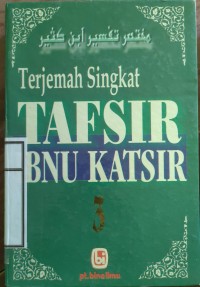 مختصر تفسير ابن كثير
Terjemah Singkat
TAFSIR
IBNU KATSIR
pt. bina ilmu